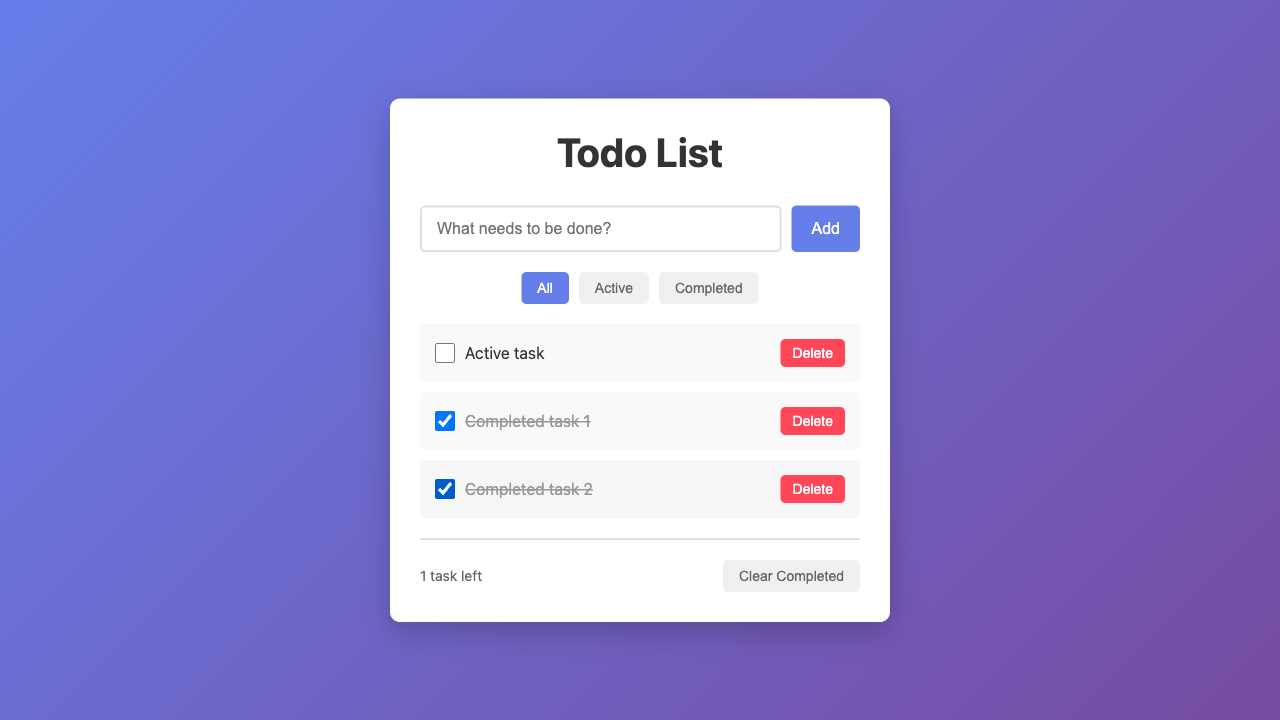 Todo List
What needs to be done?
Add
All
Active
Completed
Active task
Delete
Completed task 1
Delete
Completed task 2
Delete
1 task left
Clear Completed